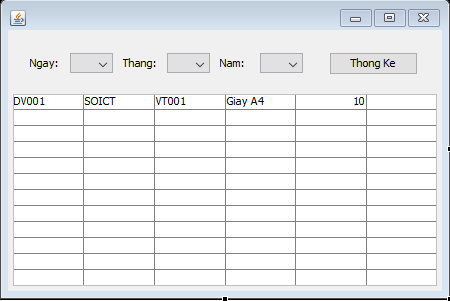 Ngay: Thang: Nam: Thong Ke
DV001 SOICT VT001 Giay A4 10